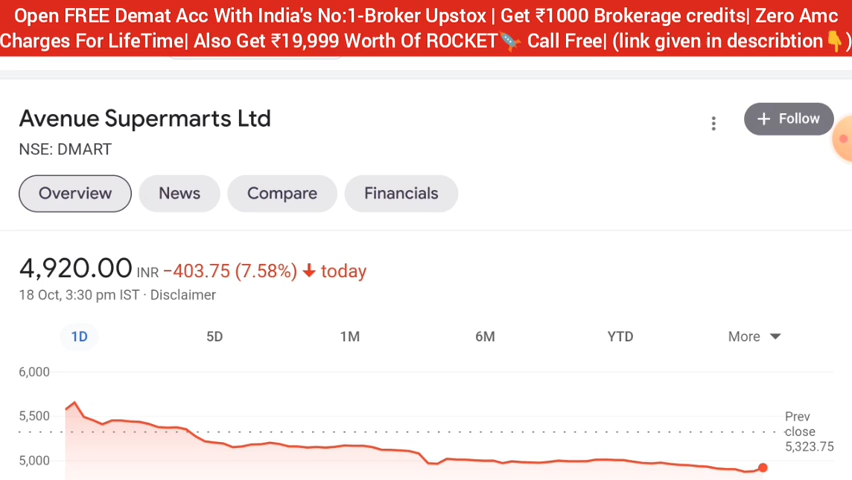 Open FREE Demat Acc With India's No:1-Broker Upstox | Get ₹1000 Brokerage credits| Zero Amc
Charges For LifeTime| Also Get ₹19,999 Worth Of ROCKET🚀 Call Free| (link given in describtion👇)
Avenue Supermarts Ltd
+ Follow
NSE: DMART
Overview
News
Compare
Financials
4,920.00 INR −403.75 (7.58%) ↓ today
18 Oct, 3:30 pm IST · Disclaimer
1D
5D
1M
6M
YTD
More
6,000
5,500
5,000
Prev
close
5,323.75